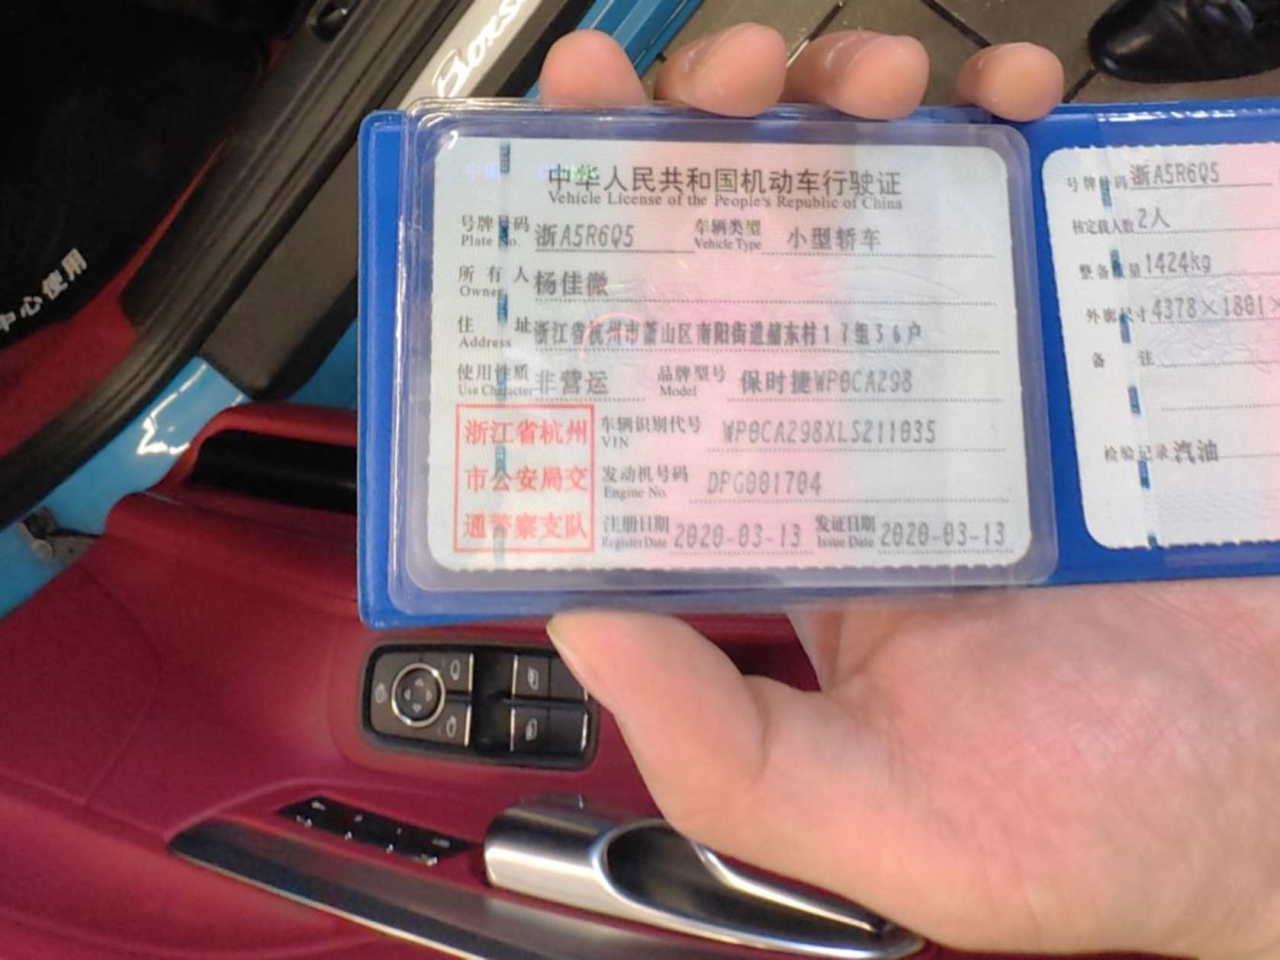 中华人民共和国机动车行驶证
Vehicle License of the People's Republic of China
号牌号码 浙A5R6Q5 车辆类型 小型轿车
Plate No. Vehicle Type
所有人 杨佳微
Owner
住址 浙江省杭州市萧山区南阳街道 东村17组36户
Address
使用性质 非营运 品牌型号 保时捷WP0CA298
Use Character Model
浙江省杭州
市公安局交
通警察支队
车辆识别代号 WP0CA298XLS211035
VIN
发动机号码 DPG001704
Engine No.
注册日期 2020-03-13 发证日期 2020-03-13
Register Date Issue Date
号牌号码 浙A5R6Q5
核定载人数 2人
整备质量 1424kg
外廓尺寸 4378×1801×
备注
检验记录 汽油
中心使用